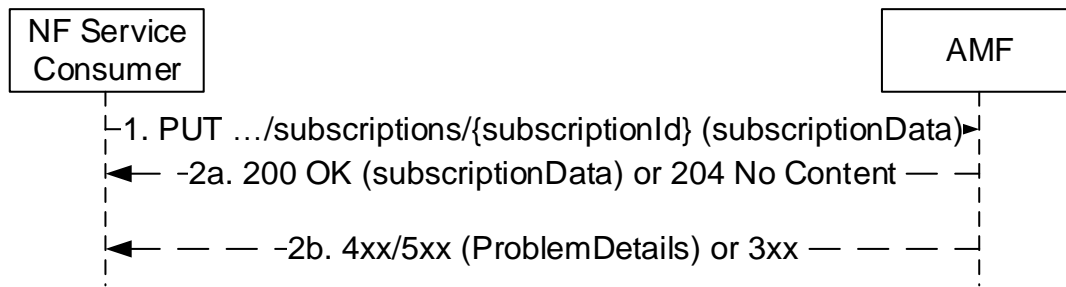 NF Service
Consumer
AMF
1. PUT …/subscriptions/{subscriptionId} (subscriptionData)
2a. 200 OK (subscriptionData) or 204 No Content
2b. 4xx/5xx (ProblemDetails) or 3xx